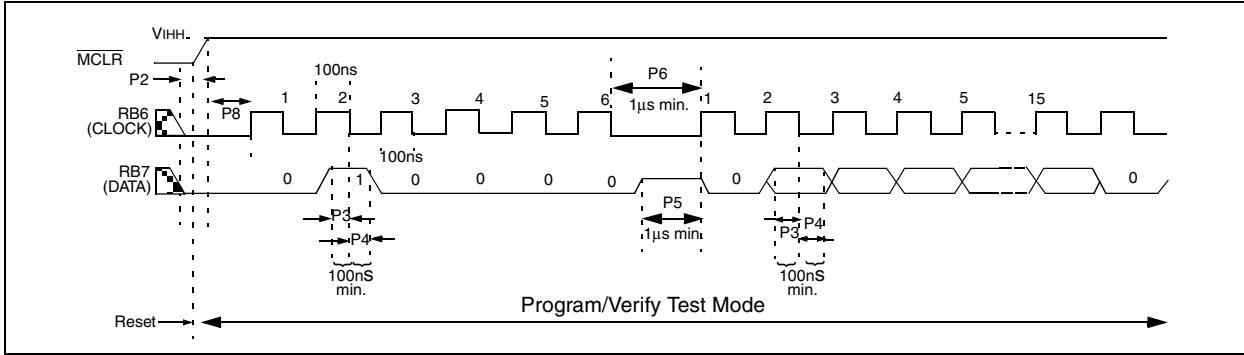 VIHH
MCLR
P2
100ns
P6
P8
1 2 3 4 5 6 1μs min. 1 2 3 4 5 15
RB6
(CLOCK)
100ns
RB7
(DATA)
0 1 0 0 0 0 0 0
P5
1μs min.
P3
P4
P3
P4
100ns
min.
100ns
min.
Program/Verify Test Mode
Reset